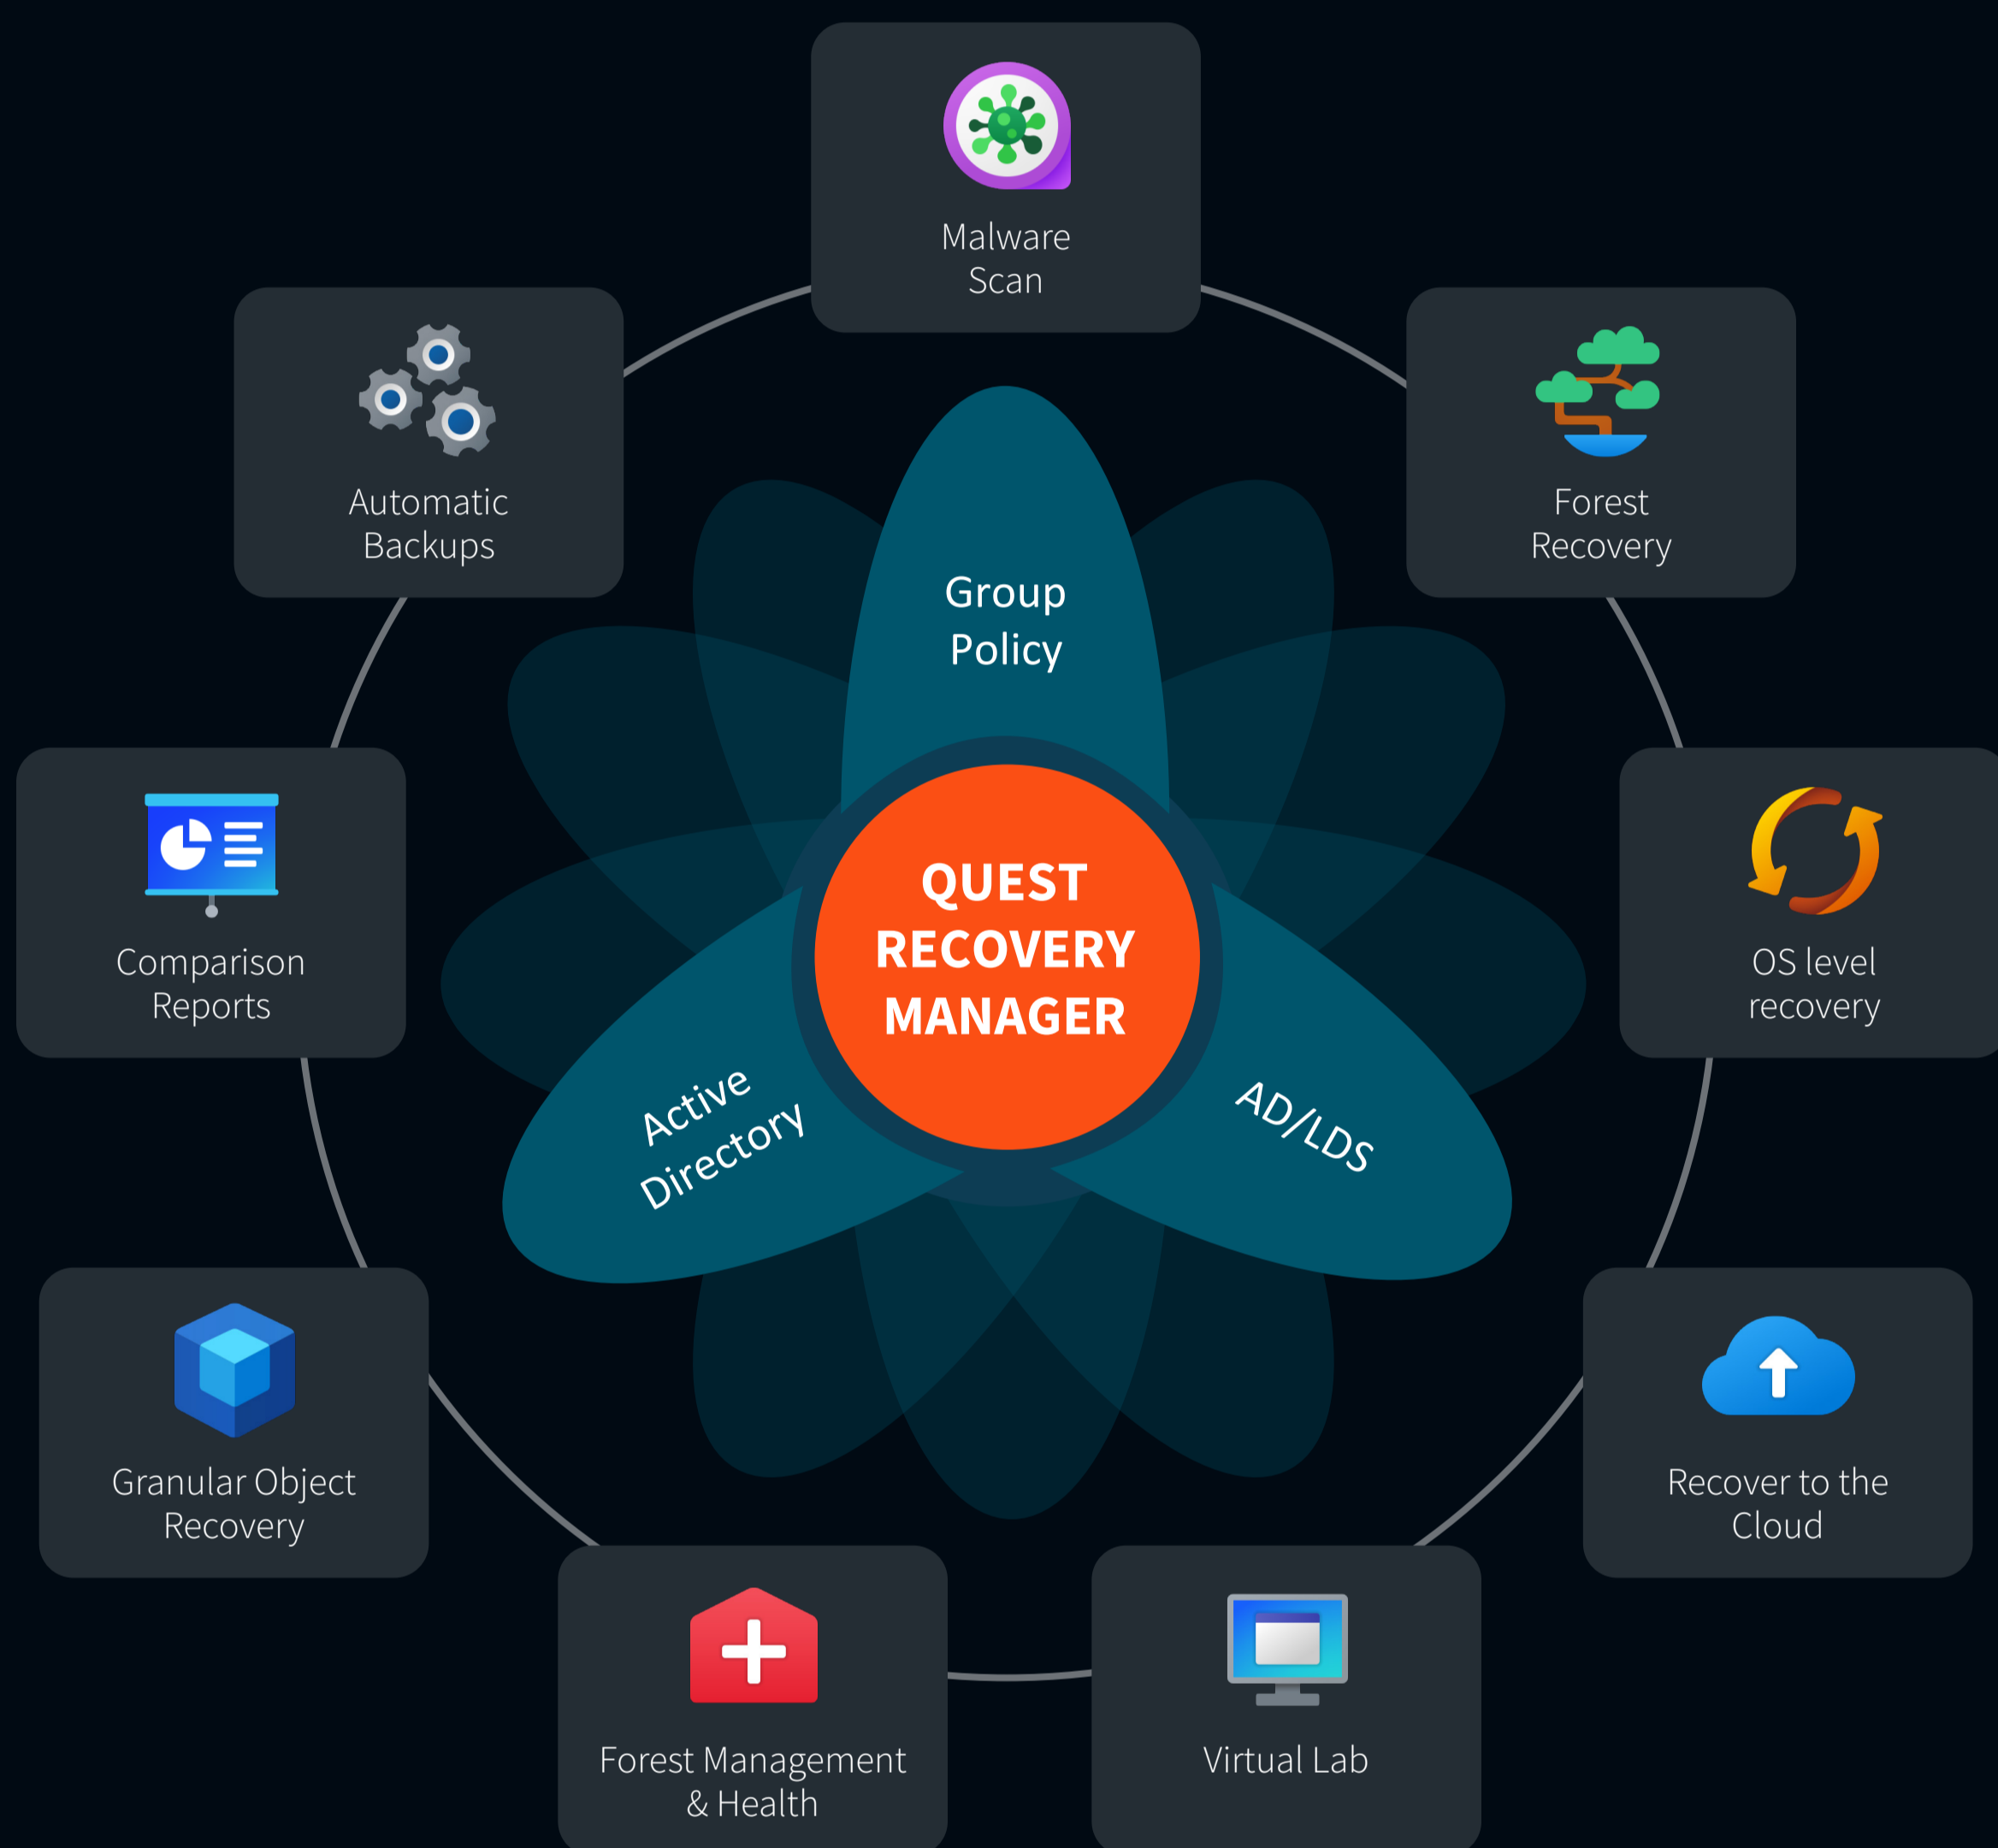 Malware
Scan
Automatic
Backups
Forest
Recovery
Group
Policy
Comparison
Reports
QUEST
RECOVERY
MANAGER
OS level
recovery
Active
Directory
AD/LDS
Granular Object
Recovery
Recover to the
Cloud
Forest Management
& Health
Virtual Lab